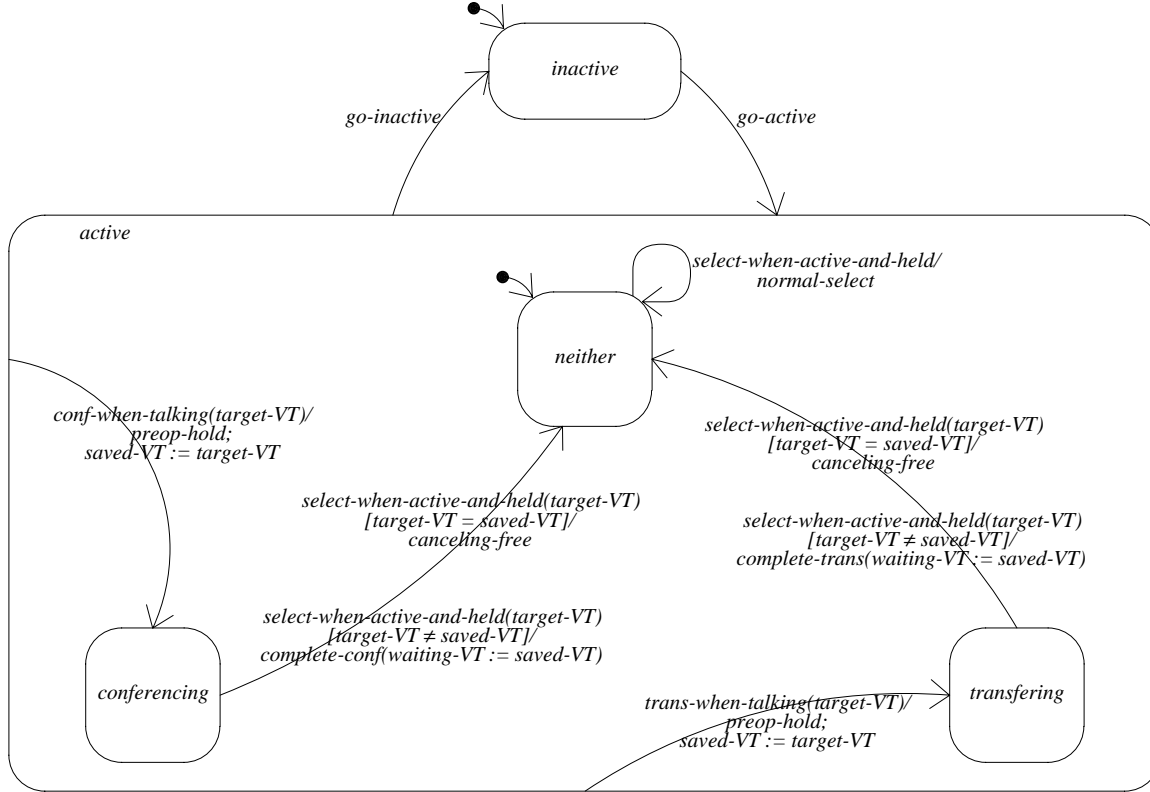 inactive
go-inactive
go-active
active
select-when-active-and-held/
normal-select
neither
conf-when-talking(target-VT)/
preop-hold;
saved-VT := target-VT
select-when-active-and-held(target-VT)
[target-VT = saved-VT]/
canceling-free
select-when-active-and-held(target-VT)
[target-VT = saved-VT]/
canceling-free
select-when-active-and-held(target-VT)
[target-VT ≠ saved-VT]/
complete-trans(waiting-VT := saved-VT)
select-when-active-and-held(target-VT)
[target-VT ≠ saved-VT]/
complete-conf(waiting-VT := saved-VT)
conferencing
transfering
trans-when-talking(target-VT)/
preop-hold;
saved-VT := target-VT